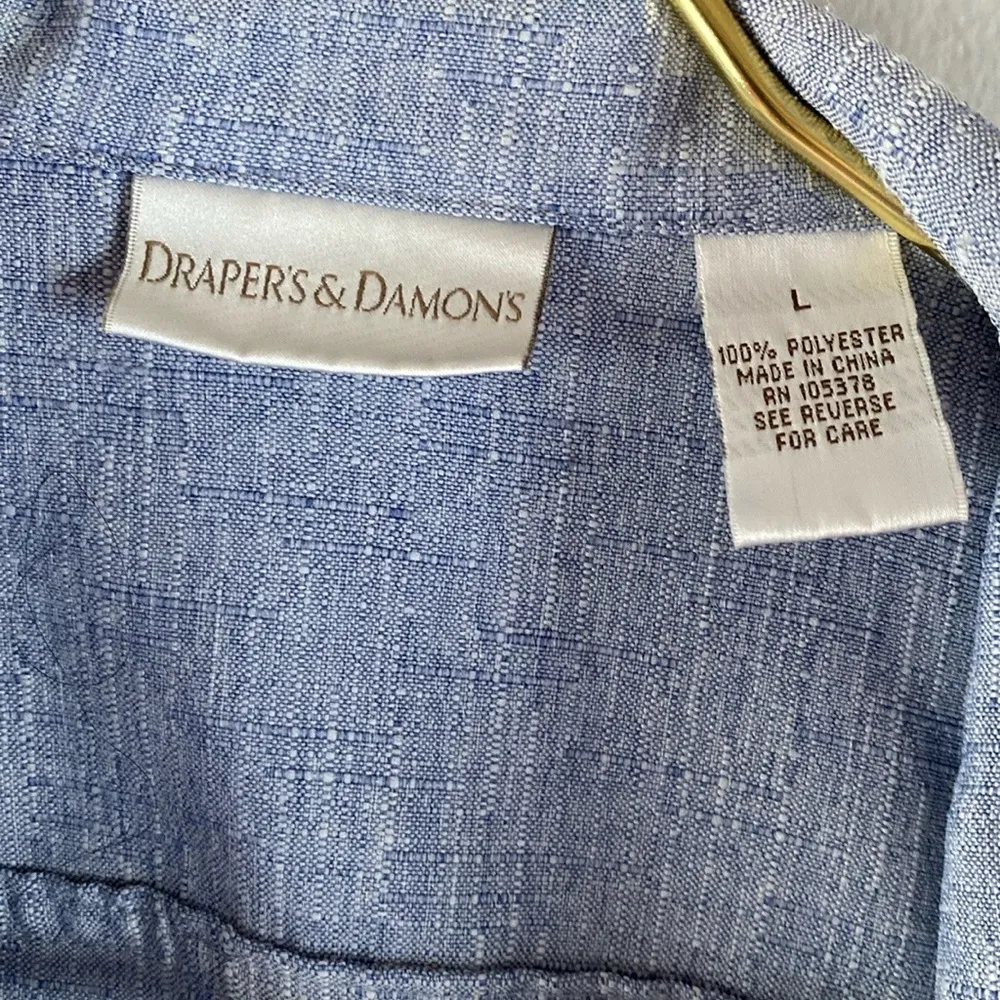 DRAPER'S & DAMON'S
L
100% POLYESTER
MADE IN CHINA
RN 105378
SEE REVERSE
FOR CARE